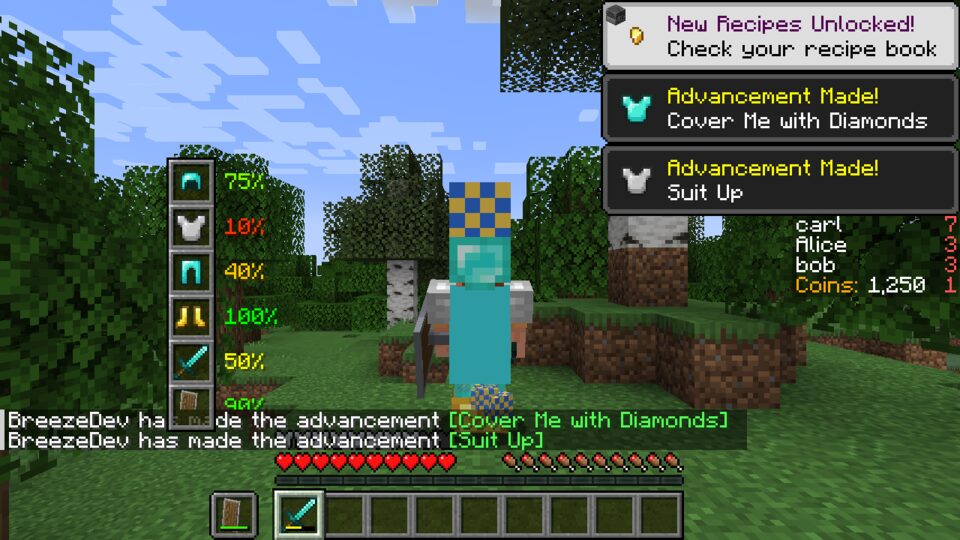 New Recipes Unlocked!
Check your recipe book
Advancement Made!
Cover Me with Diamonds
Advancement Made!
Suit Up
carl 7
Alice 3
bob 3
Coins: 1,250 1
75%
10%
40%
100%
50%
90%
BreezeDev has made the advancement [Cover Me with Diamonds]
BreezeDev has made the advancement [Suit Up]